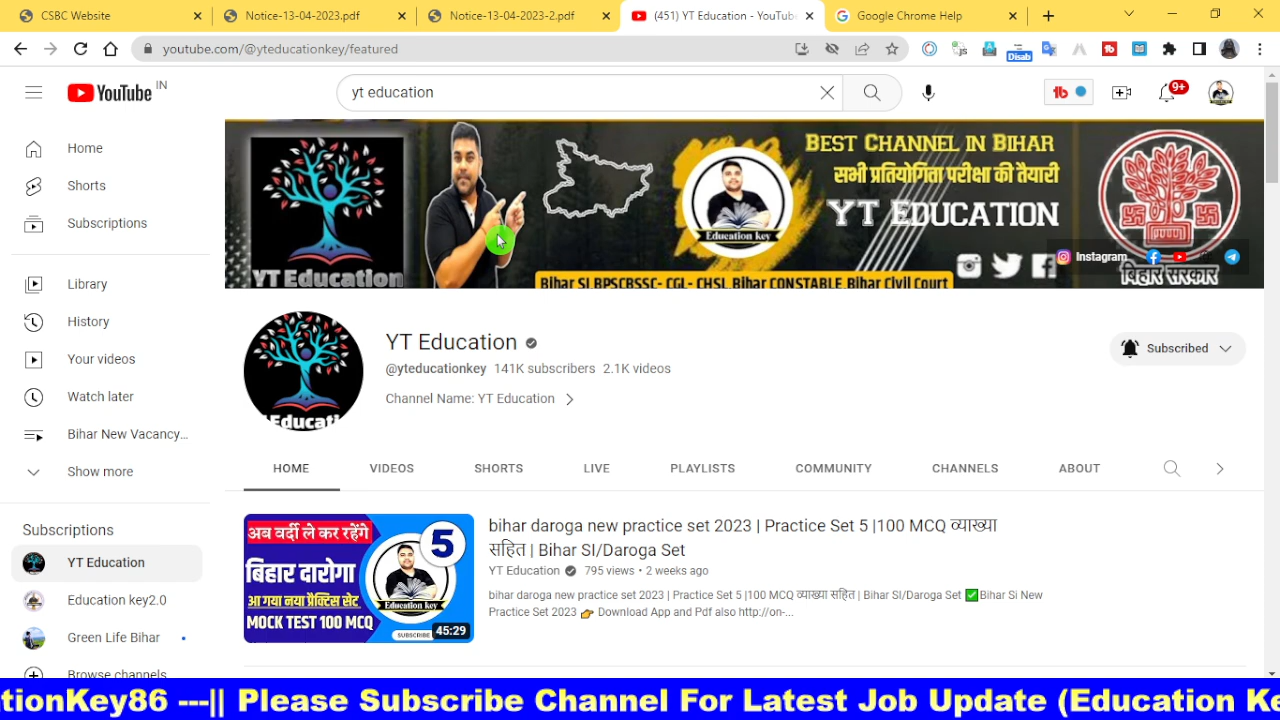 CSBC Website
Notice-13-04-2023.pdf
Notice-13-04-2023-2.pdf
(451) YT Education - YouTube
Google Chrome Help
youtube.com/@yteducationkey/featured
Disab
YouTube IN
yt education
9+
Home
Shorts
Subscriptions
Library
History
Your videos
Watch later
Bihar New Vacancy...
Show more
Subscriptions
YT Education
Education key2.0
Green Life Bihar
Browse channels
YT Education
Education key
BEST CHANNEL IN BIHAR
सभी प्रतियोगिता परीक्षा की तैयारी
YT EDUCATION
Instagram
बिहार सरकार
Bihar SI,BPSC,BSSC- CGL- CHSL,Bihar CONSTABLE,Bihar Civil Court
YT Education
@yteducationkey 141K subscribers 2.1K videos
Channel Name: YT Education
Subscribed
HOME VIDEOS SHORTS LIVE PLAYLISTS COMMUNITY CHANNELS ABOUT
अब वर्दी ले कर रहेंगे
5
बिहार दारोगा
आ गया नया प्रैक्टिस सेट
MOCK TEST 100 MCQ
Education key
SUBSCRIBE
45:29
bihar daroga new practice set 2023 | Practice Set 5 |100 MCQ व्याख्या
सहित | Bihar SI/Daroga Set
YT Education 795 views • 2 weeks ago
bihar daroga new practice set 2023 | Practice Set 5 |100 MCQ व्याख्या सहित | Bihar SI/Daroga Set ✅Bihar Si New
Practice Set 2023 👉 Download App and Pdf also http://on-...
tionKey86 ---|| Please Subscribe Channel For Latest Job Update (Education Ke